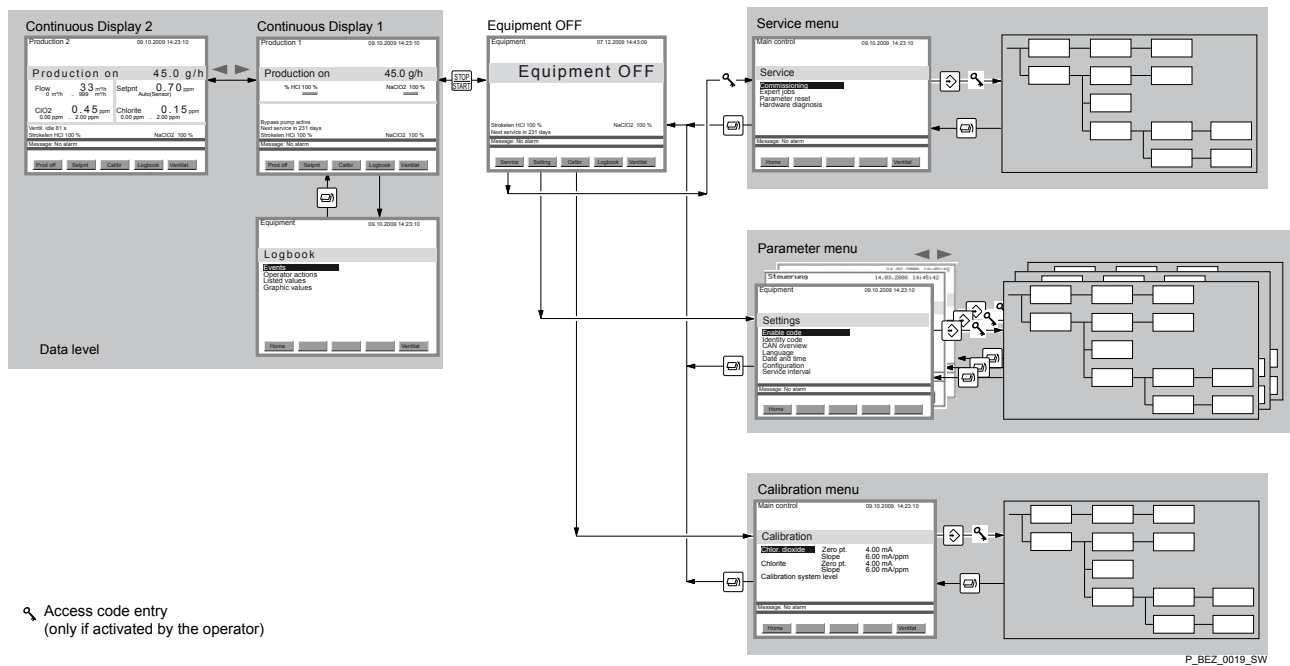 Continuous Display 2
Production 2 09.10.2009 14:23:10
Production on 45.0 g/h
Flow 33 m³/h Setpnt 0.70 ppm
0 m³/h .. 999 m³/h Auto(Sensor)
ClO2 0.45 ppm Chlorite 0.15 ppm
0.00 ppm .. 2.00 ppm 0.00 ppm .. 2.00 ppm
Ventil. idle 61 s
Strokelen HCl 100 % NaClO2 100 %
Message: No alarm
Prod off Setpnt Calibr Logbook Ventilat
Continuous Display 1
Production 1 09.10.2009 14:23:10
Production on 45.0 g/h
% HCl 100 % NaClO2 100 %
Bypass pump active
Next service in 231 days
Strokelen HCl 100 % NaClO2 100 %
Message: No alarm
Prod off Setpnt Calibr Logbook Ventilat
Equipment 09.10.2009 14:23:10
Logbook
Events
Operator actions
Listed values
Graphic values
Home Ventilat
Data level
STOP
START
Equipment OFF
Equipment 07.12.2009 14:43:09
Equipment OFF
Strokelen HCl 100 % NaClO2 100 %
Next service in 231 days
Message: No alarm
Service Setting Calibr Logbook Ventilat
Service menu
Main control 09.10.2009 14:23:10
Service
Commissioning
Expert jobs
Parameter reset
Hardware diagnosis
Home Ventilat
Parameter menu
14.03.2008 14:45:42
Steuerung 14.03.2008 14:45:42
Equipment 09.10.2009 14:23:10
Settings
Enable code
Identity code
CAN overview
Language
Date and time
Configuration
Service interval
Message: No alarm
Home
Calibration menu
Main control 09.10.2009 14:23:10
Calibration
Chlor. dioxide Zero pt. 4.00 mA
Slope 6.00 mA/ppm
Chlorite Zero pt. 4.00 mA
Slope 6.00 mA/ppm
Calibration system level
Message: No alarm
Home Ventilat
Access code entry
(only if activated by the operator)
P_BEZ_0019_SW